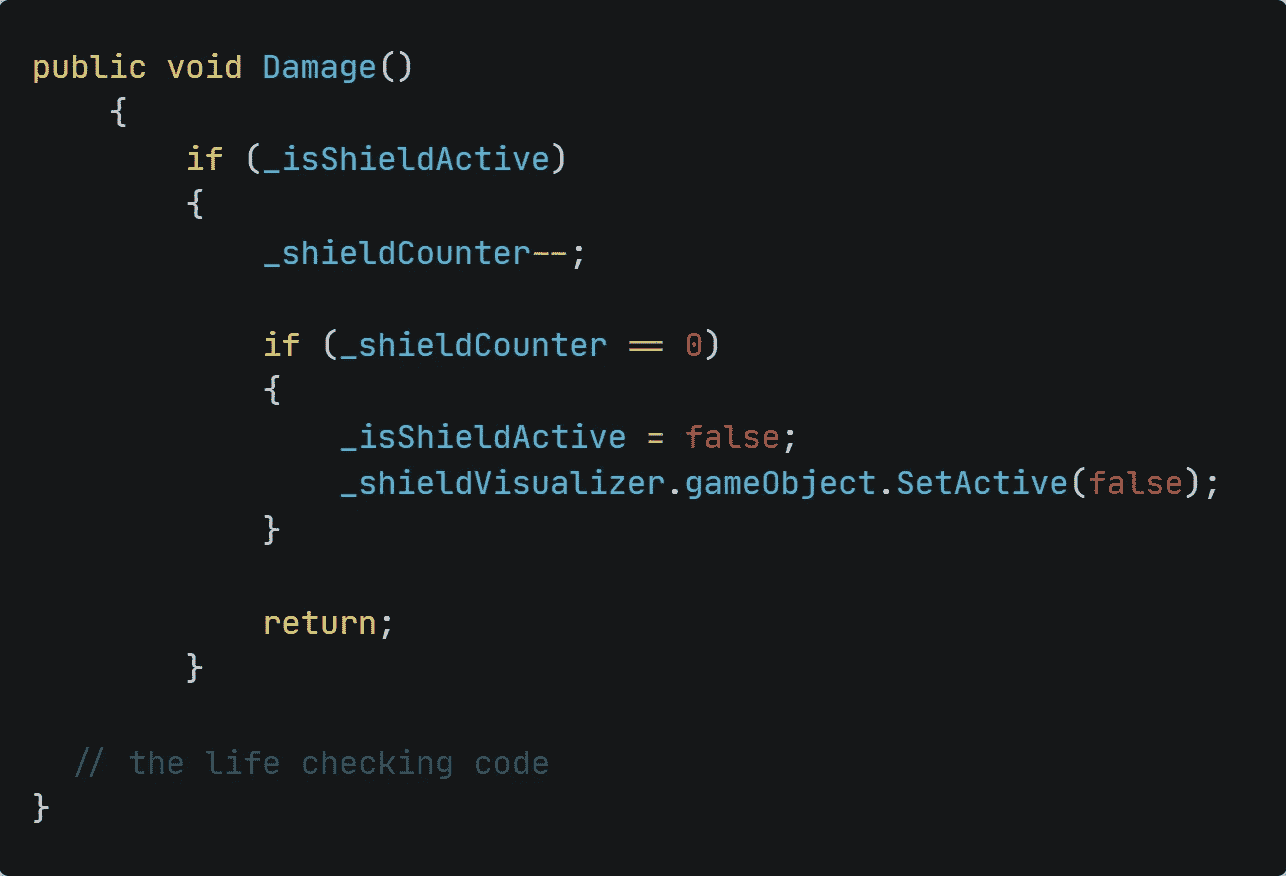 public void Damage()
    {
        if (_isShieldActive)
        {
            _shieldCounter--;

            if (_shieldCounter == 0)
            {
                _isShieldActive = false;
                _shieldVisualizer.gameObject.SetActive(false);
            }

            return;
        }

  // the life checking code
}